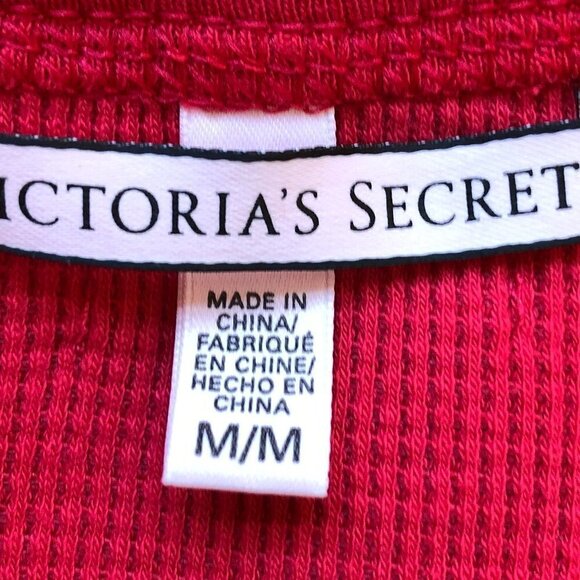 ICTORIA'S SECRET
MADE IN
CHINA/
FABRIQUÉ
EN CHINE/
HECHO EN
CHINA
M/M